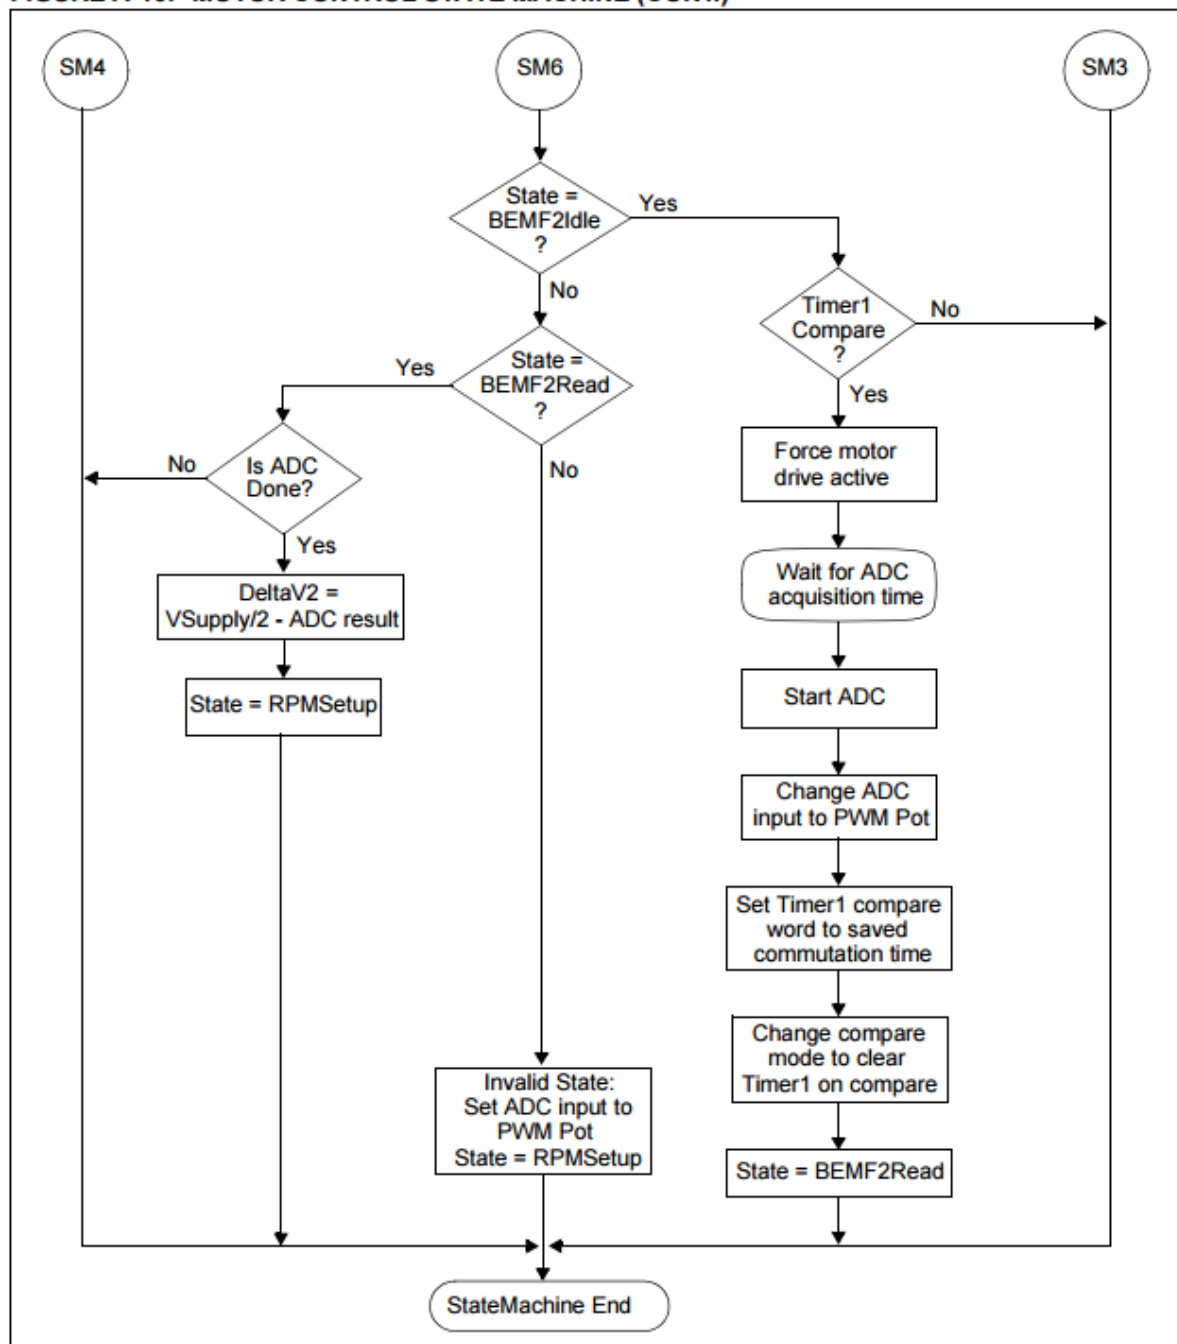 SM4
SM6
SM3
State =
BEMF2Idle
?
Yes
No
Timer1
Compare
?
No
Yes
State =
BEMF2Read
?
Yes
No
Is ADC
Done?
No
Yes
DeltaV2 =
VSupply/2 - ADC result
State = RPMSetup
Force motor
drive active
Wait for ADC
acquisition time
Start ADC
Change ADC
input to PWM Pot
Set Timer1 compare
word to saved
commutation time
Change compare
mode to clear
Timer1 on compare
State = BEMF2Read
Invalid State:
Set ADC input to
PWM Pot
State = RPMSetup
StateMachine End